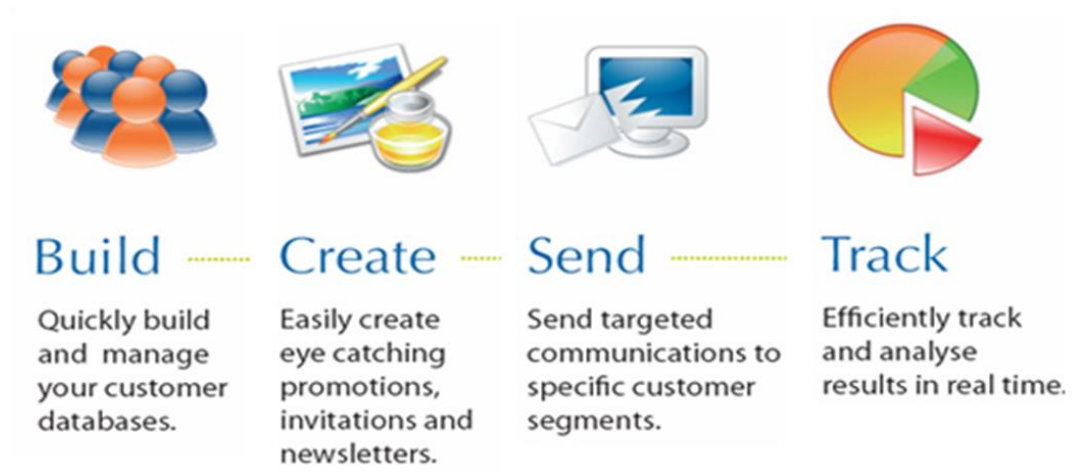 Build
Quickly build
and manage
your customer
databases.
Create
Easily create
eye catching
promotions,
invitations and
newsletters.
Send
Send targeted
communications to
specific customer
segments.
Track
Efficiently track
and analyse
results in real time.